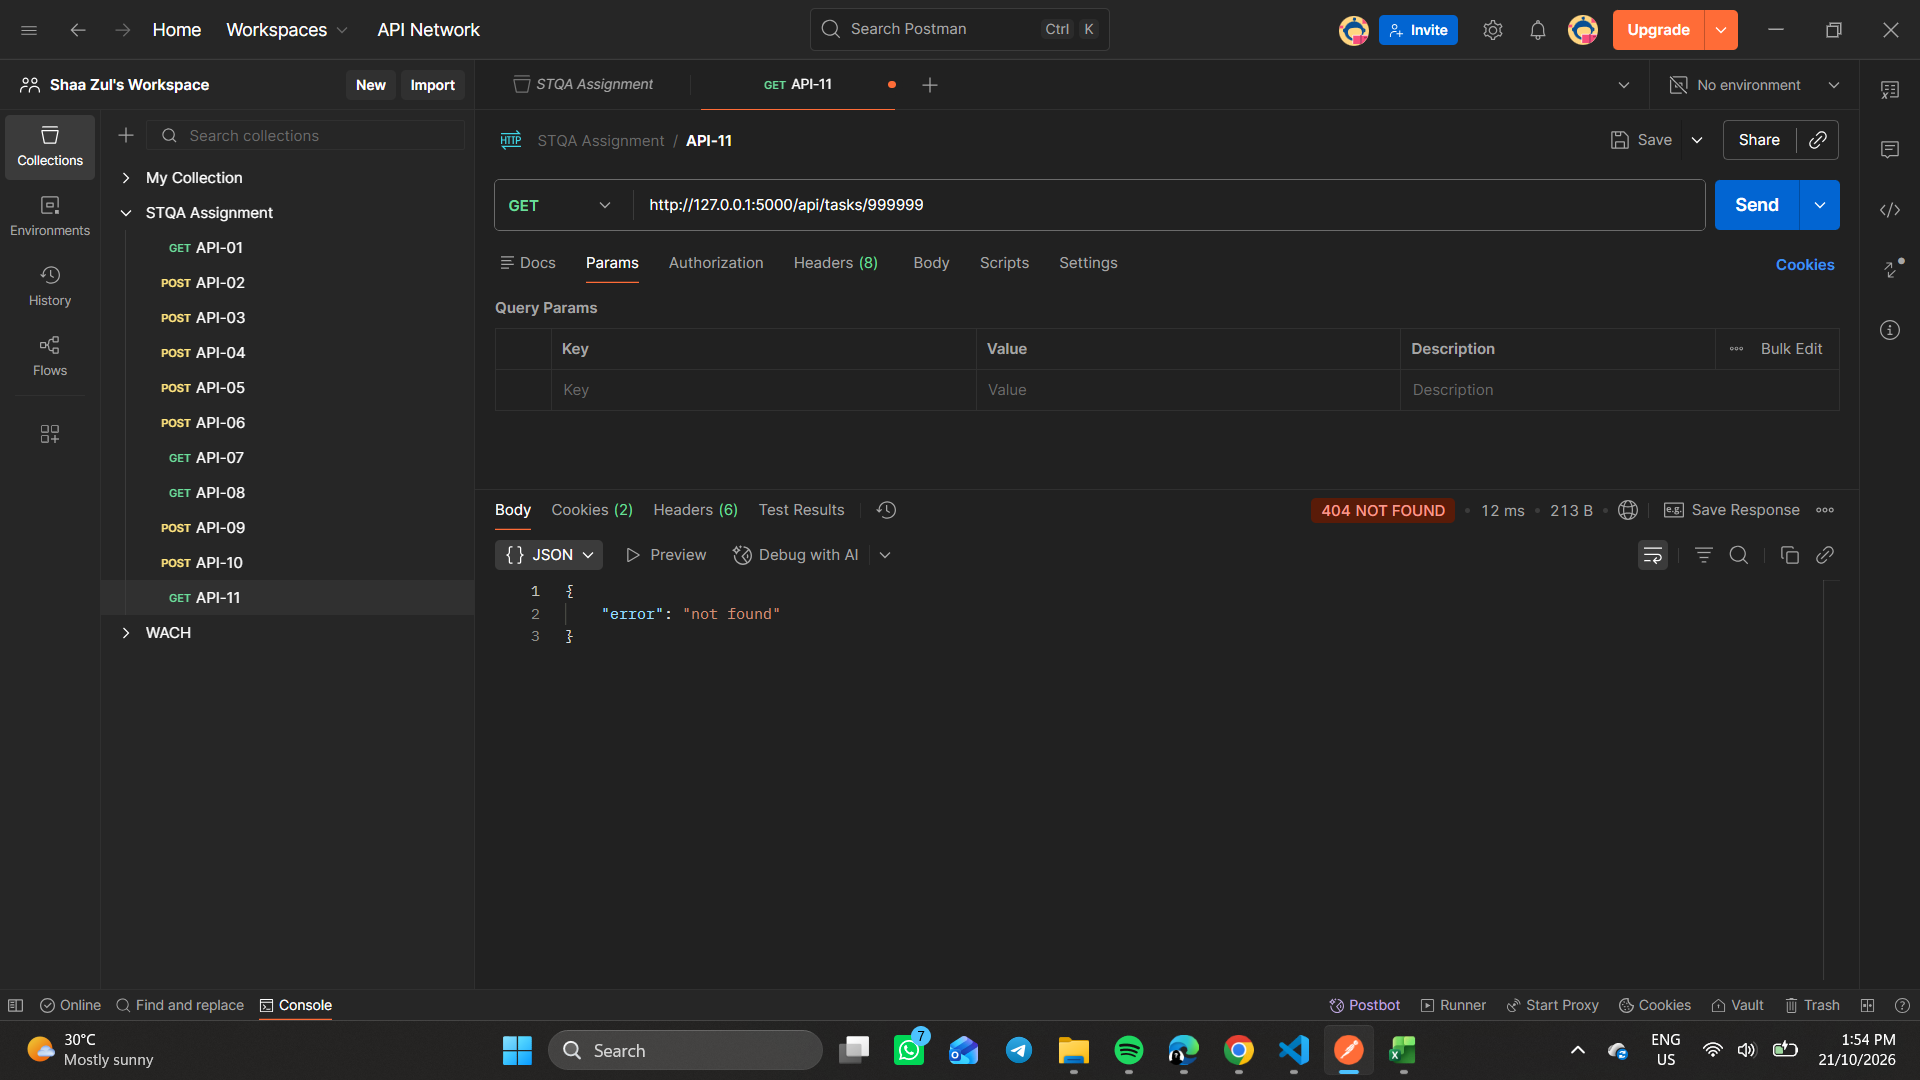 Home Workspaces API Network
Search Postman Ctrl K
Invite
Upgrade
Shaa Zul's Workspace New Import
STQA Assignment
GET API-11
No environment
Search collections
HTTP STQA Assignment / API-11
Save Share
Collections
Environments
History
Flows
My Collection
STQA Assignment
GET API-01
POST API-02
POST API-03
POST API-04
POST API-05
POST API-06
GET API-07
GET API-08
POST API-09
POST API-10
GET API-11
WACH
GET http://127.0.0.1:5000/api/tasks/999999 Send
Docs Params Authorization Headers (8) Body Scripts Settings Cookies
Query Params
Key Value Description Bulk Edit
Key Value Description
Body Cookies (2) Headers (6) Test Results
404 NOT FOUND • 12 ms • 213 B • e.g. Save Response
{} JSON Preview Debug with AI
1 {
2 "error": "not found"
3 }
Online Find and replace Console
Postbot Runner Start Proxy Cookies Vault Trash
30°C
Mostly sunny
Search
7
ENG
US
1:54 PM
21/10/2026